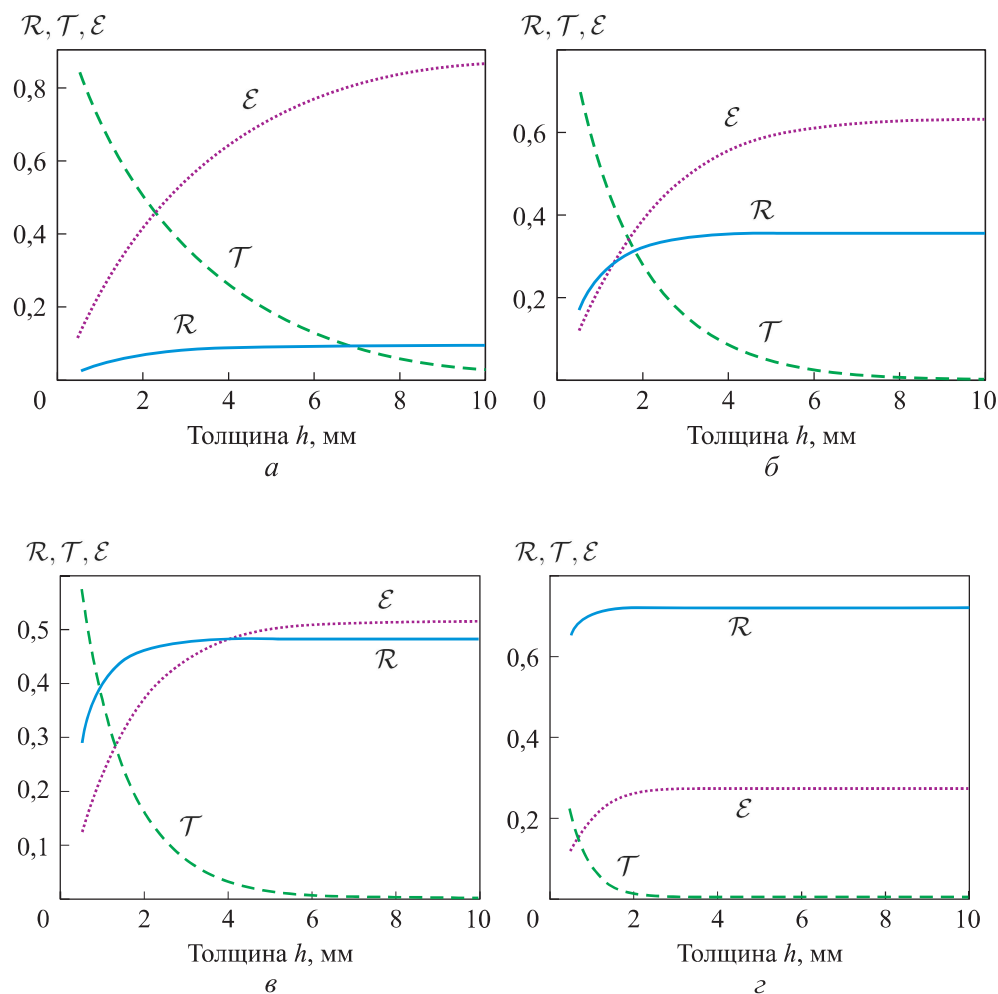 ℛ, 𝒯, ℰ
0,8
0,6
0,4
0,2
0 2 4 6 8 10
ℰ
𝒯
ℛ
Толщина h, мм
а
ℛ, 𝒯, ℰ
0,6
0,4
0,2
0 2 4 6 8 10
ℰ
ℛ
𝒯
Толщина h, мм
б
ℛ, 𝒯, ℰ
0,5
0,4
0,3
0,2
0,1
0 2 4 6 8 10
ℰ
ℛ
𝒯
Толщина h, мм
в
ℛ, 𝒯, ℰ
0,6
0,4
0,2
0 2 4 6 8 10
ℛ
ℰ
𝒯
Толщина h, мм
г